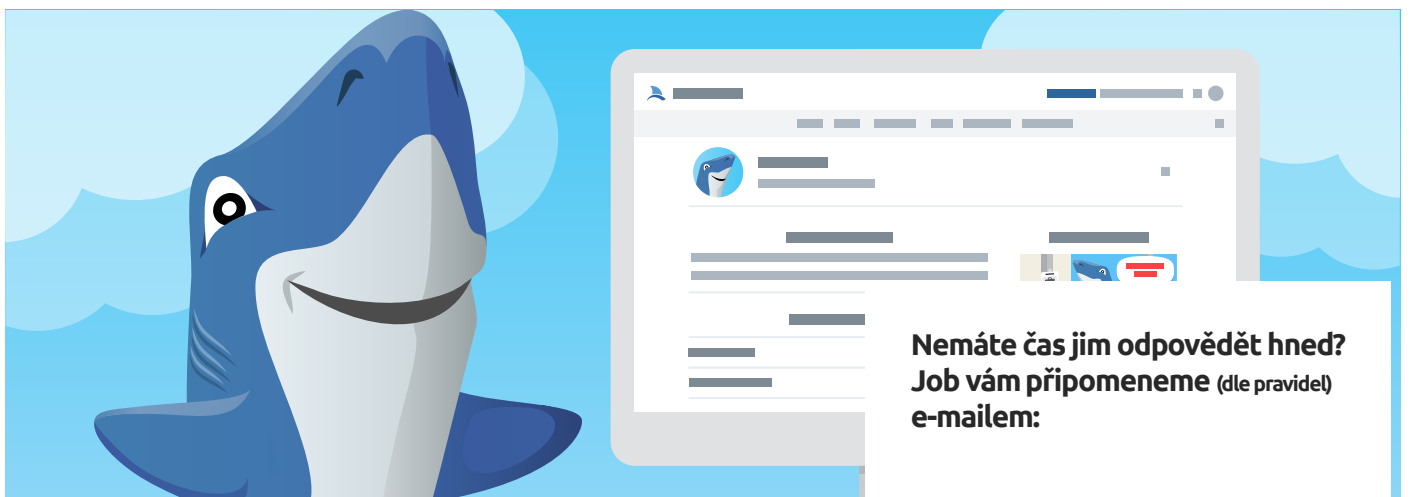 Nemáte čas jim odpovědět hned?
Job vám připomeneme (dle pravidel)
e-mailem: